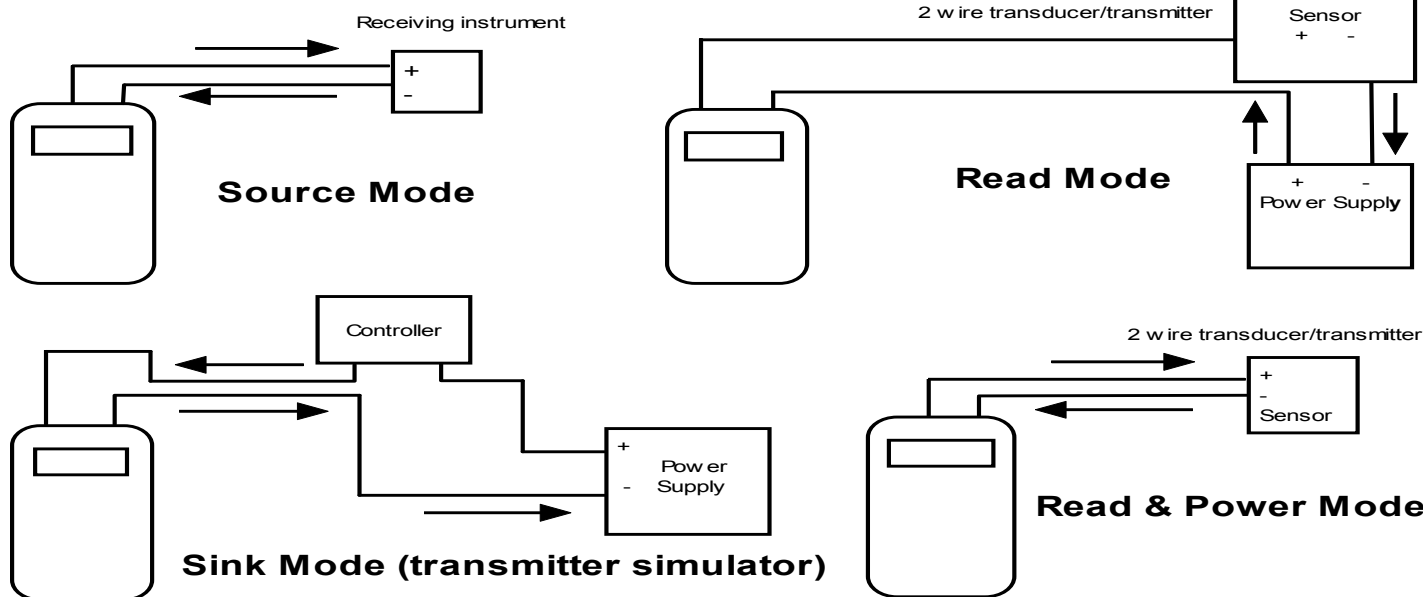 Receiving instrument
+
-
Source Mode
2 wire transducer/transmitter
Sensor
+ -
Read Mode
+ -
Power Supply
Controller
+
Power
- Supply
Sink Mode (transmitter simulator)
2 wire transducer/transmitter
+
-
Sensor
Read & Power Mode